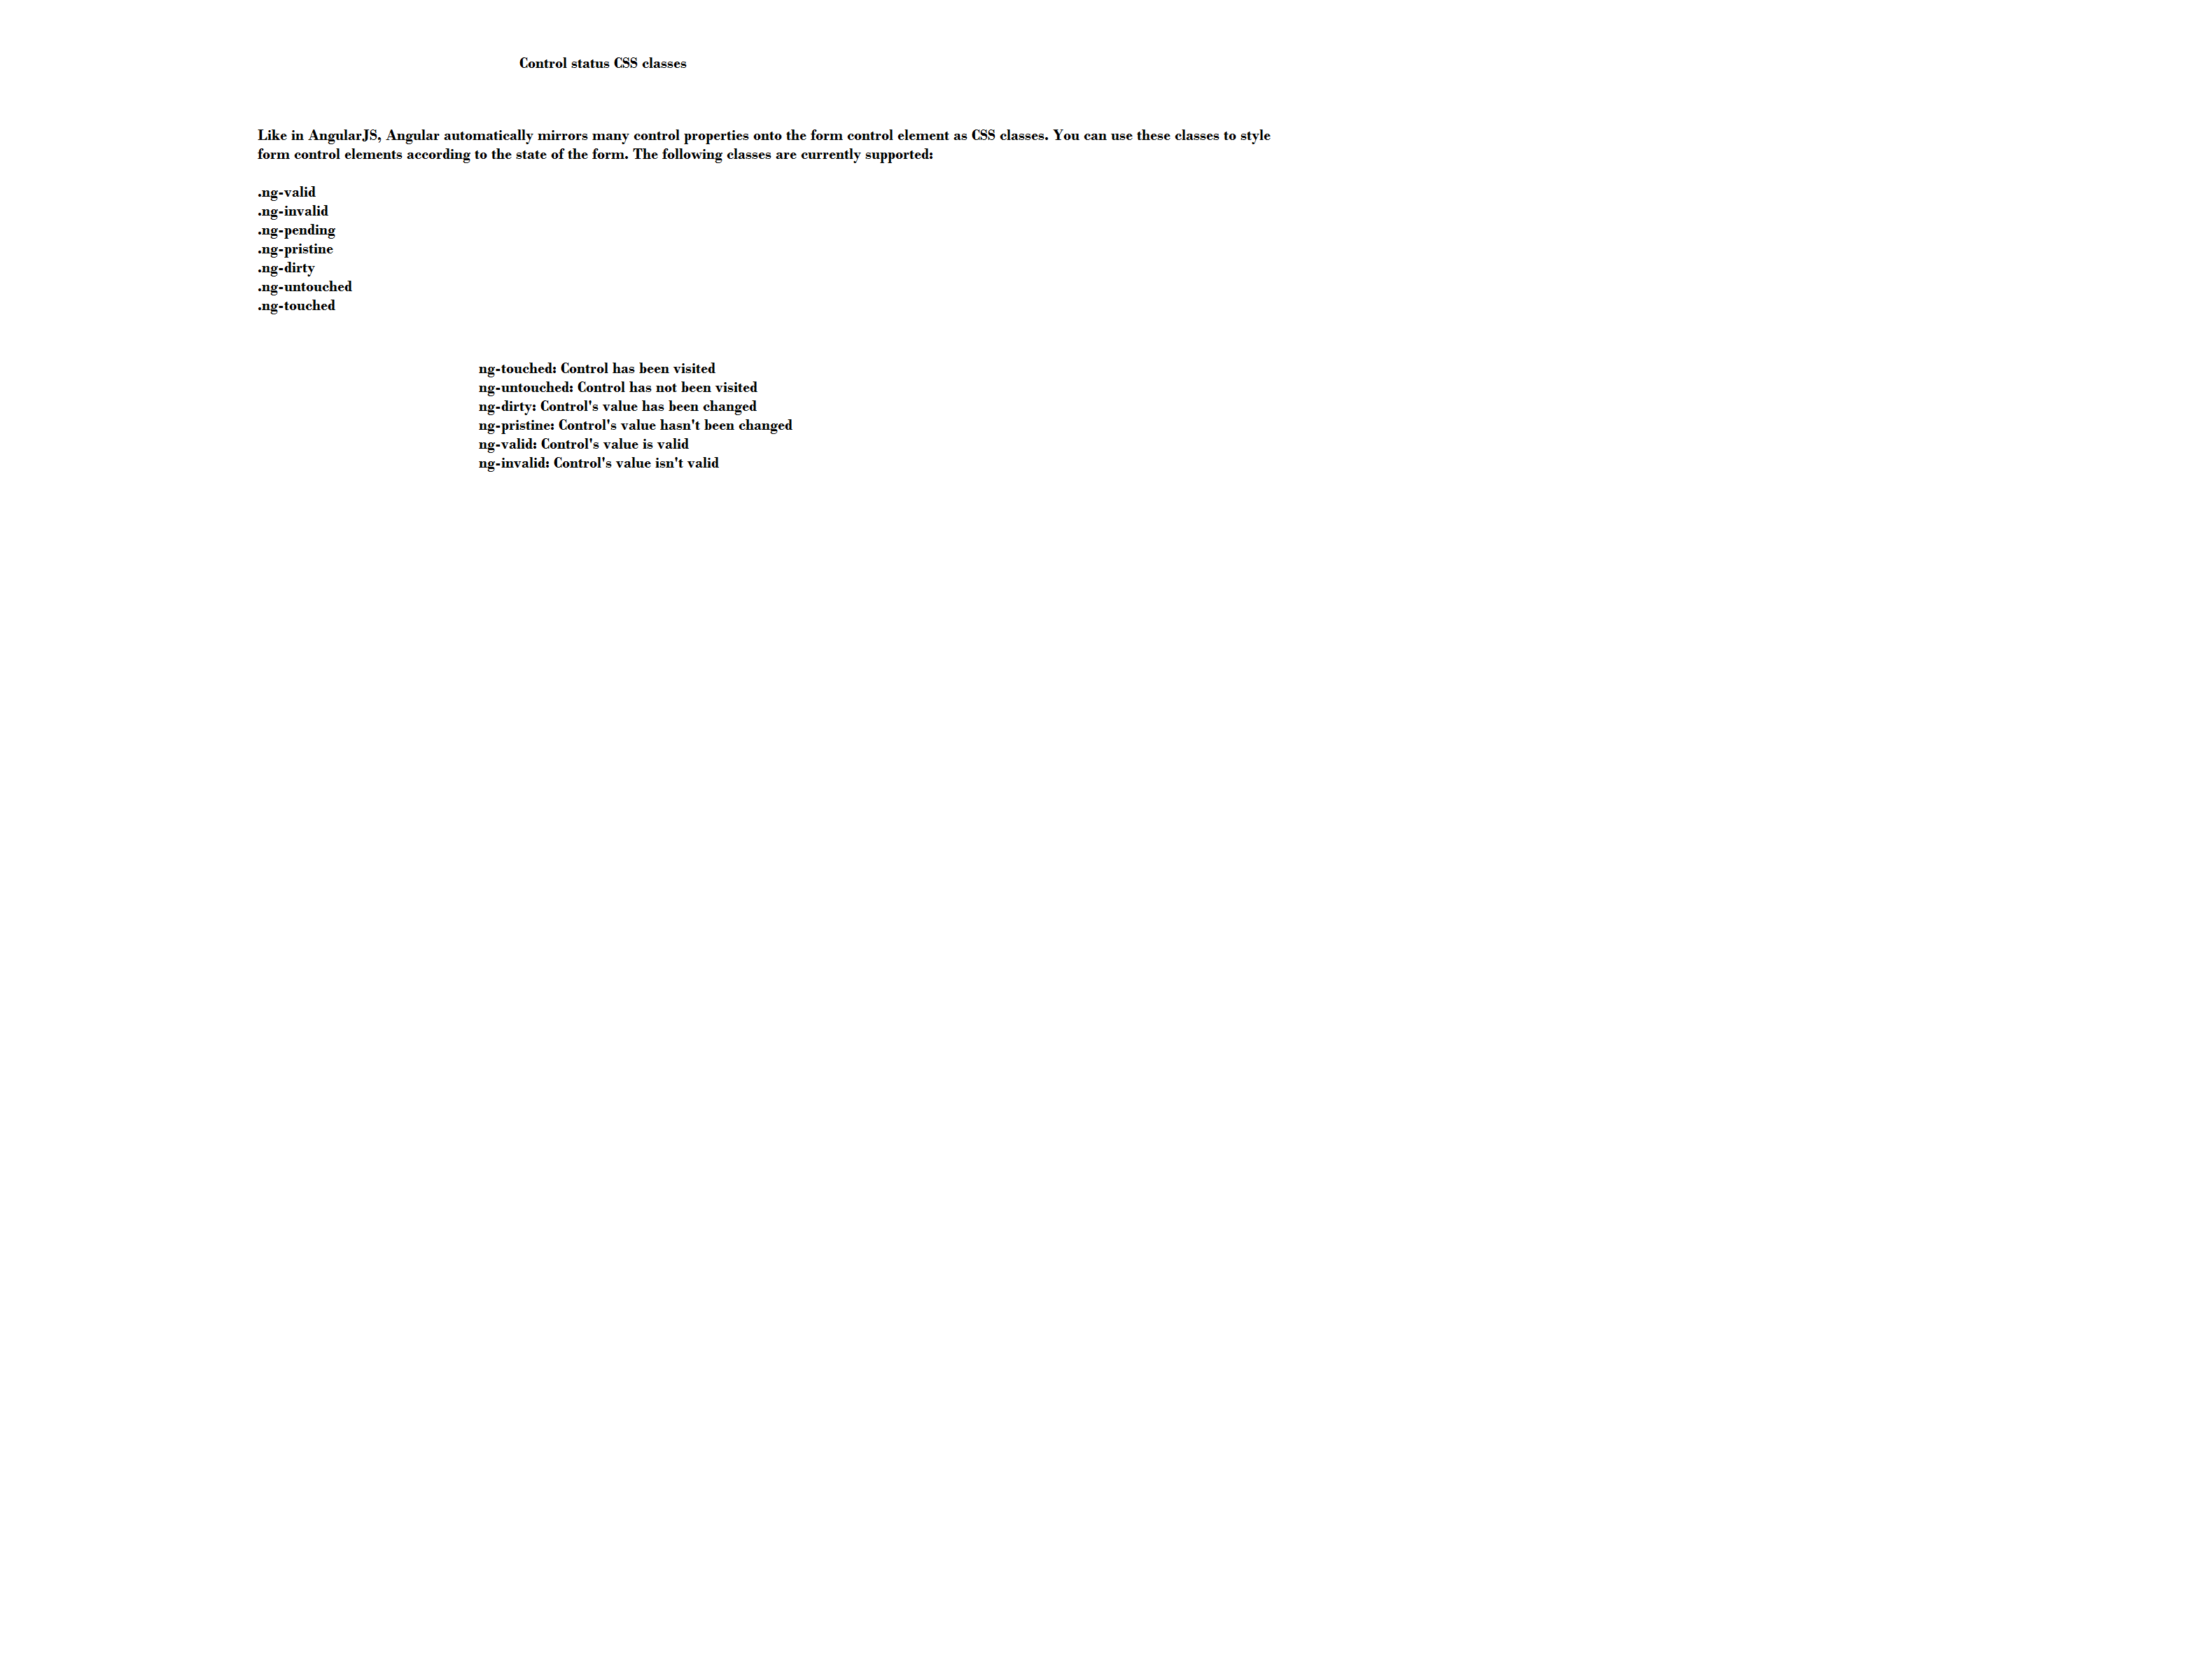 Control status CSS classes
Like in AngularJS, Angular automatically mirrors many control properties onto the form control element as CSS classes. You can use these classes to style
form control elements according to the state of the form. The following classes are currently supported:
.ng-valid
.ng-invalid
.ng-pending
.ng-pristine
.ng-dirty
.ng-untouched
.ng-touched
ng-touched: Control has been visited
ng-untouched: Control has not been visited
ng-dirty: Control's value has been changed
ng-pristine: Control's value hasn't been changed
ng-valid: Control's value is valid
ng-invalid: Control's value isn't valid